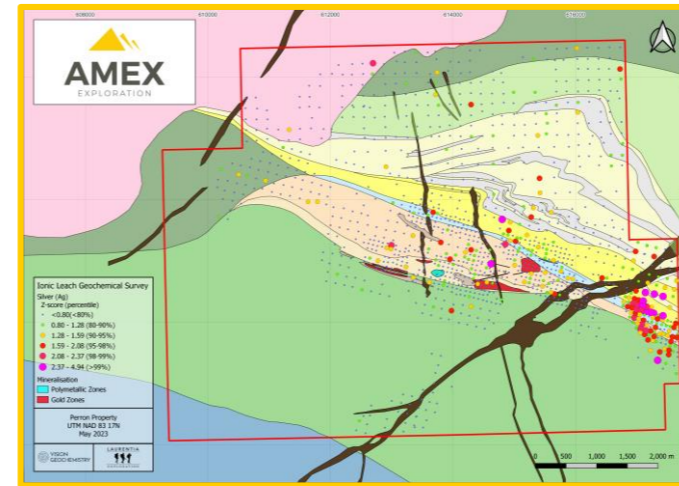 608000 610000 612000 614000 616000
AMEX
EXPLORATION
Ionic Leach Geochemical Survey
Silver (Ag)
Z-score (percentile)
<0.80(<80%)
0.80 - 1.28 (80-90%)
1.28 - 1.59 (90-95%)
1.59 - 2.08 (95-98%)
2.08 - 2.37 (98-99%)
2.37 - 4.94 (>99%)
Mineralisation
Polymetallic Zones
Gold Zones
Perron Property
UTM NAD 83 17N
May 2023
VISION
GEOCHEMISTRY
LAURENTIA
0 500 1,000 1,500 2,000 m